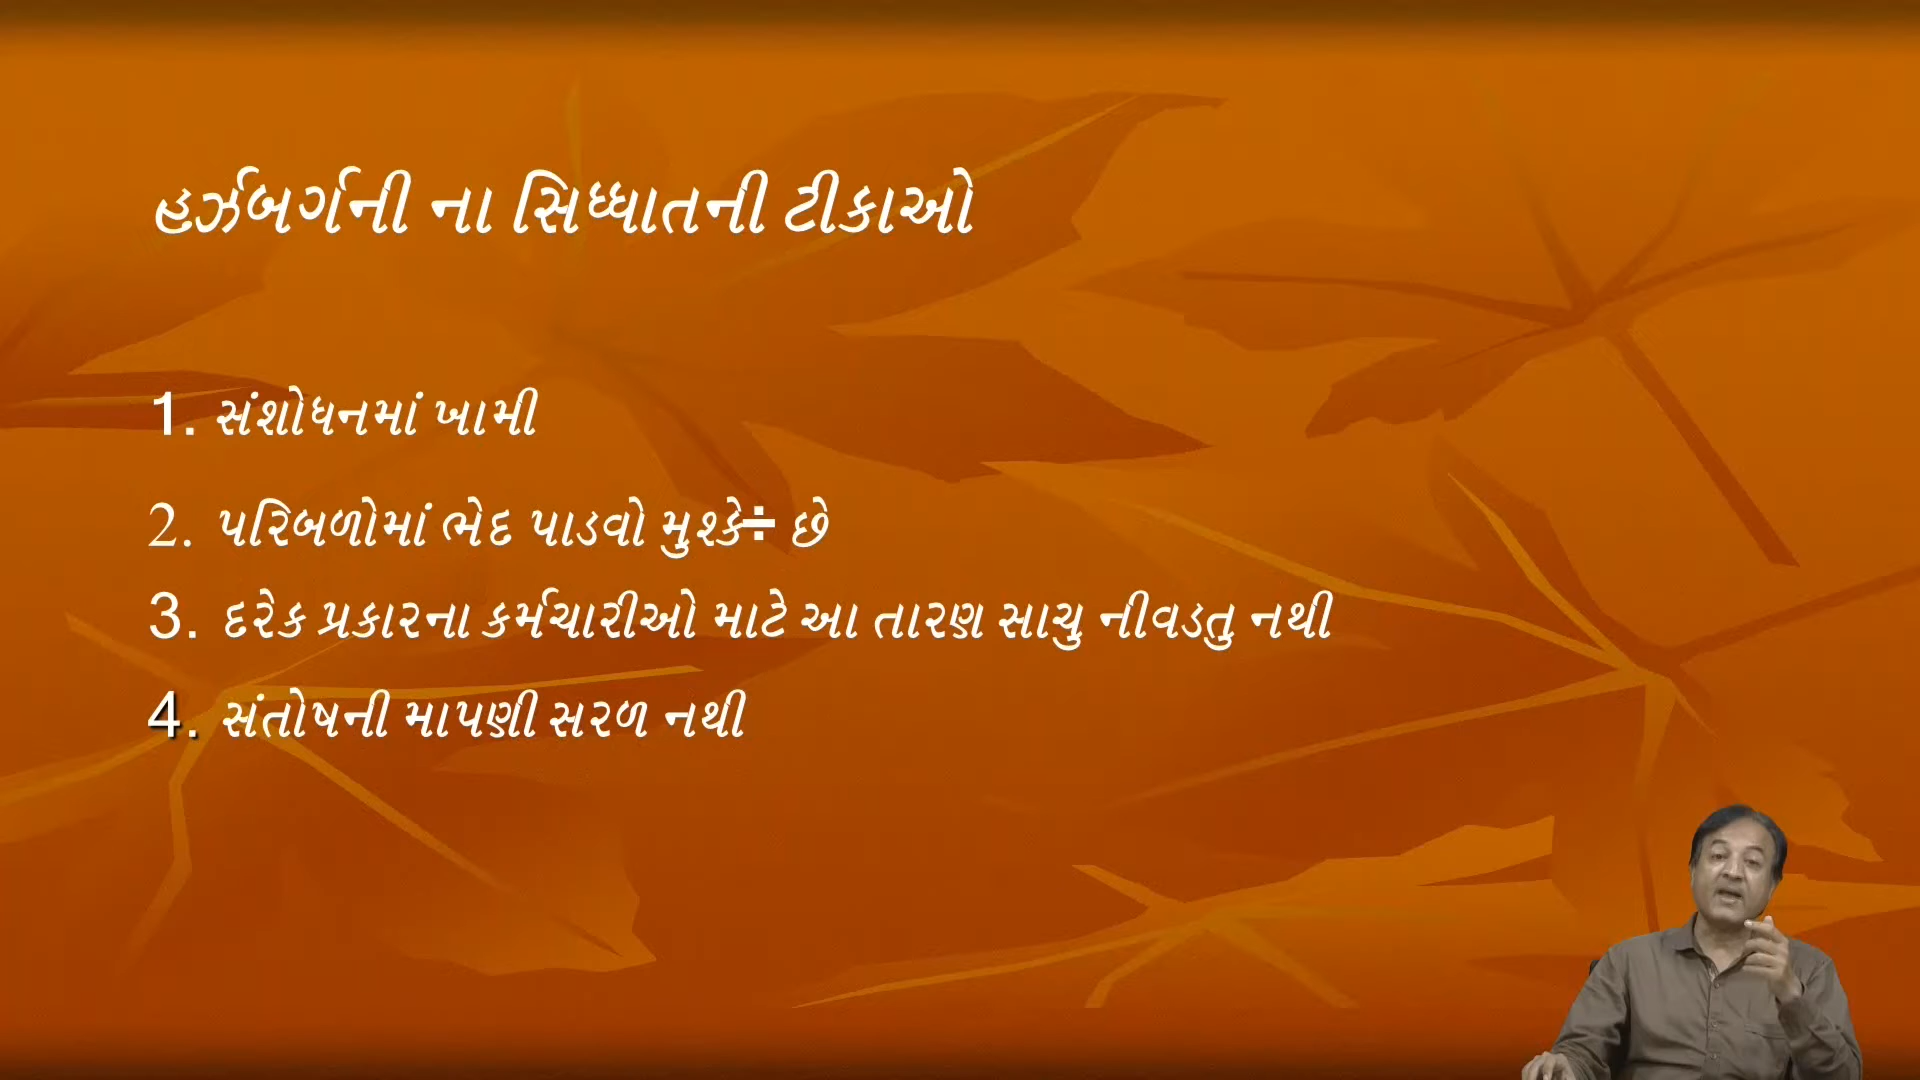 હર્ઝબર્ગની ના સિધ્ધાતની ટીકાઓ
1. સંશોધનમાં ખામી
2. પરિબળોમાં ભેદ પાડવો મુશ્કે÷ છે
3. દરેક પ્રકારના કર્મચારીઓ માટે આ તારણ સાચુ નીવડતુ નથી
4. સંતોષની માપણી સરળ નથી